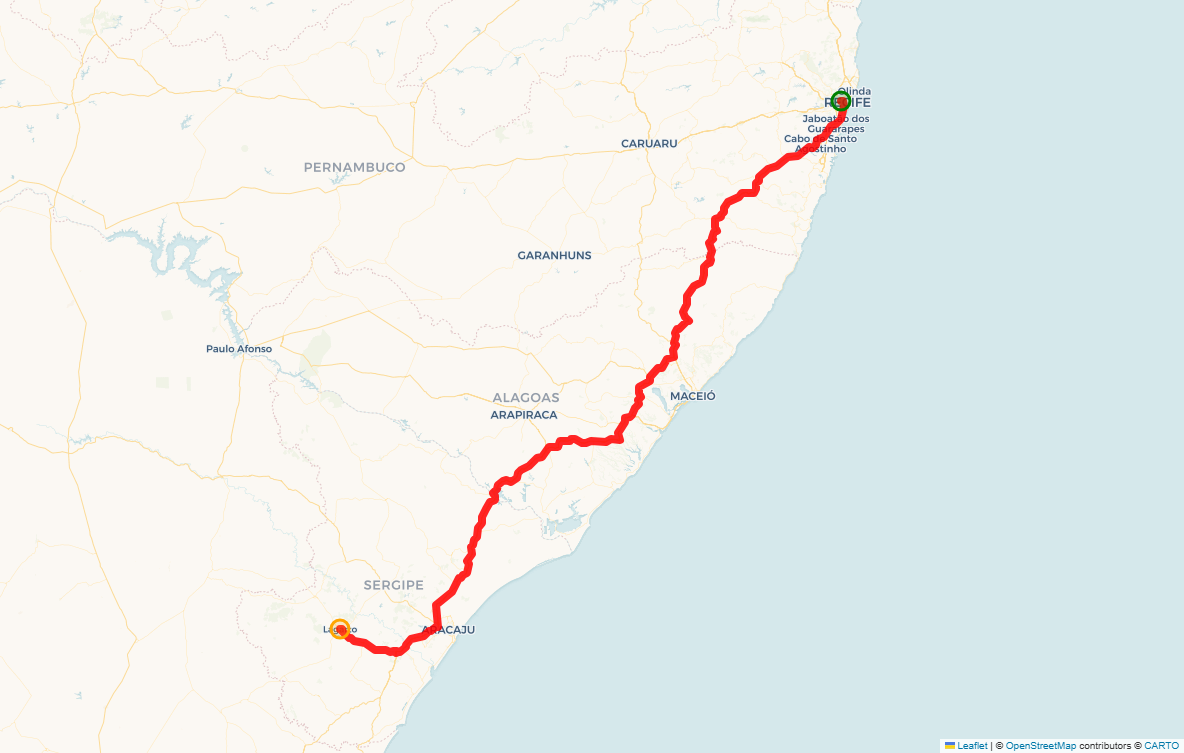 Olinda
RECIFE
Jaboatão dos
Guararapes
Cabo de Santo
Agostinho
CARUARU
PERNAMBUCO
GARANHUNS
Paulo Afonso
ALAGOAS
ARAPIRACA
MACEIÓ
SERGIPE
Lagarto
ARACAJU
Leaflet | © OpenStreetMap contributors © CARTO